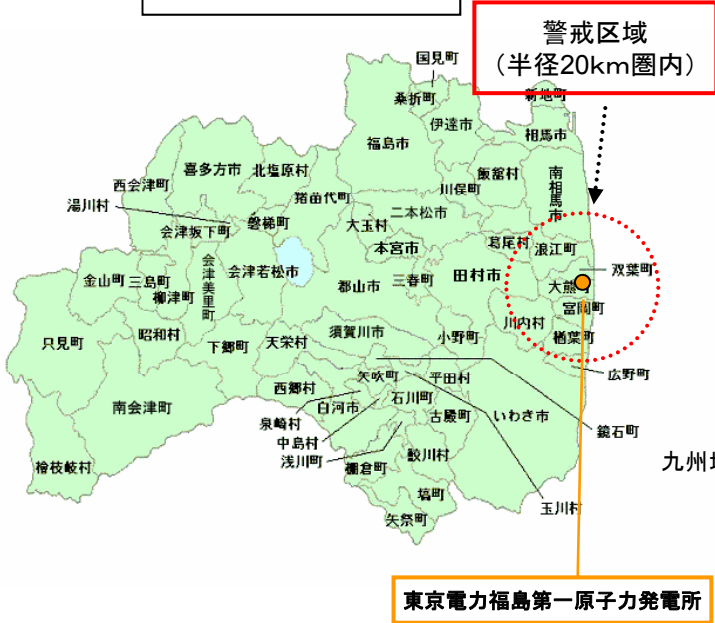 警戒区域
（半径20km圏内）
国見町
桑折町
新地町
伊達市
相馬市
福島市
喜多方市
北塩原村
飯舘村
西会津町
川俣町
南相馬市
猪苗代町
湯川村
二本松市
磐梯町
大玉村
会津坂下町
本宮市
葛尾村
浪江町
双葉町
会津若松市
田村市
金山町
三島町
郡山市
三春町
大熊町
柳津町
会津美里町
富岡町
川内村
昭和村
須賀川市
小野町
楢葉町
只見町
下郷町
天栄村
広野町
矢吹町
平田村
西郷村
石川町
南会津町
白河市
古殿町
いわき市
泉崎村
鏡石町
中島村
浅川町
鮫川村
棚倉町
九州
檜枝岐村
塙町
玉川村
矢祭町
東京電力福島第一原子力発電所